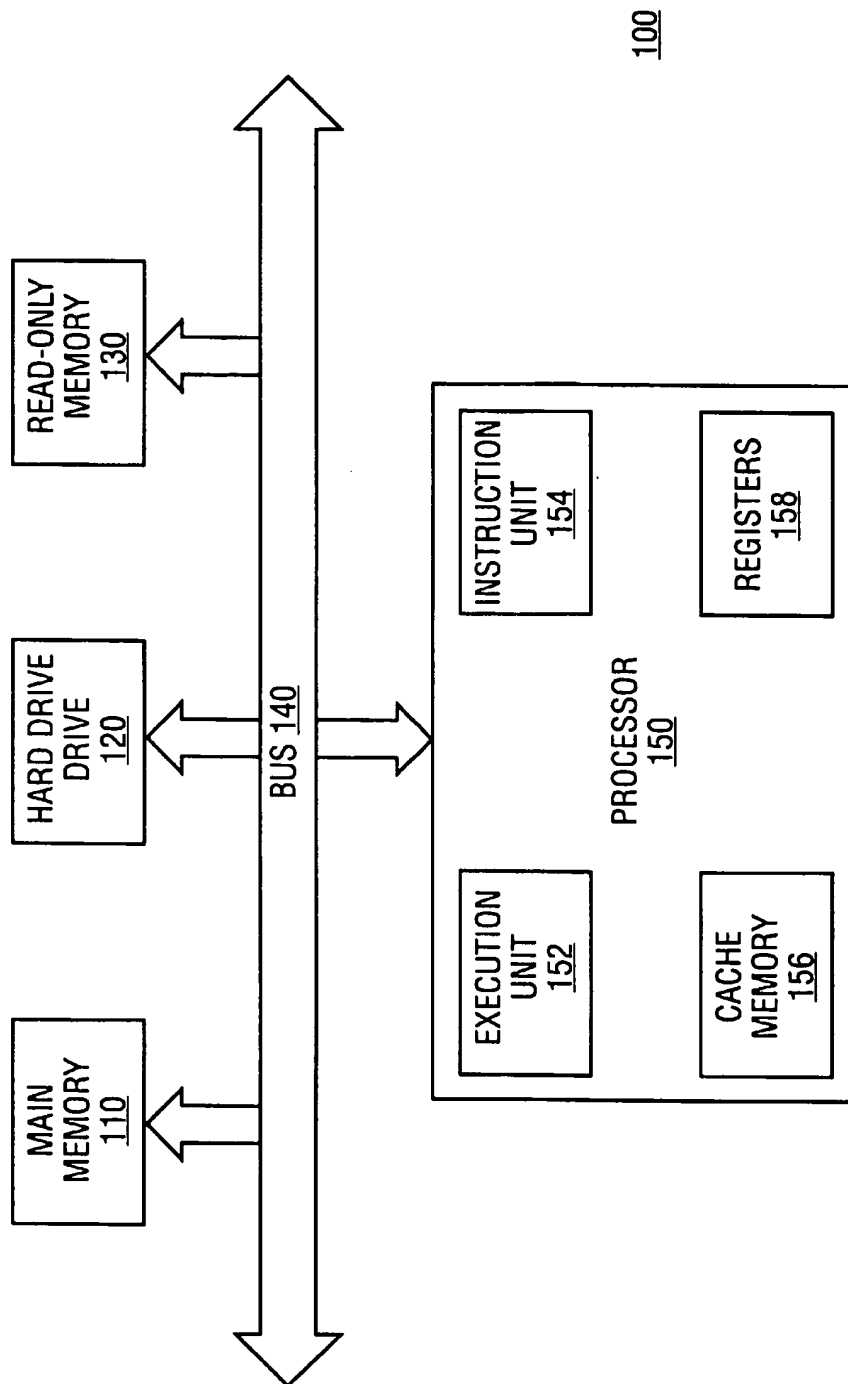 MAIN
MEMORY
110
HARD DRIVE
DRIVE
120
READ-ONLY
MEMORY
130
BUS 140
EXECUTION
UNIT
152
INSTRUCTION
UNIT
154
PROCESSOR
150
CACHE
MEMORY
156
REGISTERS
158
100